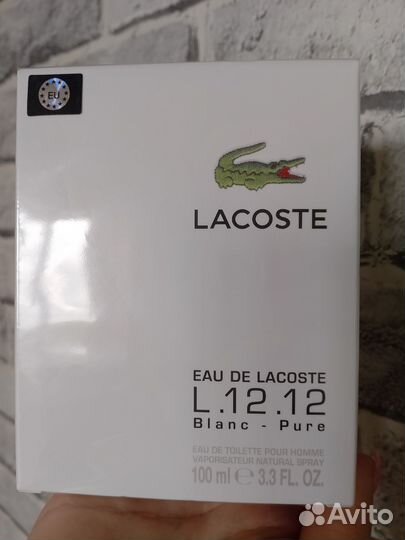 EU
LACOSTE
EAU DE LACOSTE
L.12.12
Blanc - Pure
EAU DE TOILETTE POUR HOMME
VAPORISATEUR NATURAL SPRAY
100 ml ℮ 3.3 FL. OZ.
Avito